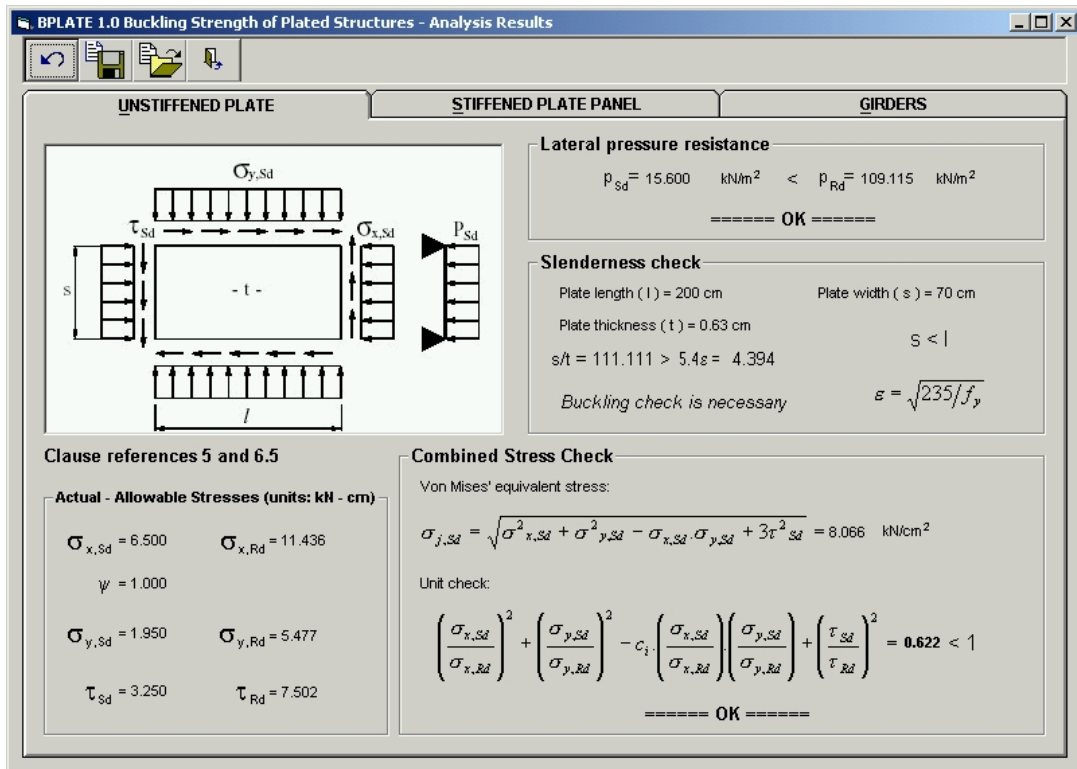 BPLATE 1.0 Buckling Strength of Plated Structures - Analysis Results
UNSTIFFENED PLATE
STIFFENED PLATE PANEL
GIRDERS
σy,Sd
τSd
σx,Sd
PSd
s
- t -
l
Lateral pressure resistance
pSd= 15.600 kN/m² < pRd= 109.115 kN/m²
====== OK ======
Slenderness check
Plate length ( l ) = 200 cm
Plate width ( s ) = 70 cm
Plate thickness ( t ) = 0.63 cm
s < l
s/t = 111.111 > 5.4ε = 4.394
Buckling check is necessary
ε = √235/fy
Clause references 5 and 6.5
Actual - Allowable Stresses (units: kN - cm)
σx,Sd = 6.500 σx,Rd = 11.436
ψ = 1.000
σy,Sd = 1.950 σy,Rd = 5.477
τSd = 3.250 τRd = 7.502
Combined Stress Check
Von Mises' equivalent stress:
σj,Sd = √σ²x,Sd + σ²y,Sd − σx,Sd.σy,Sd + 3τ²Sd = 8.066 kN/cm²
Unit check:
(σx,Sd/σx,Rd)² + (σy,Sd/σy,Rd)² − ci.(σx,Sd/σx,Rd).(σy,Sd/σy,Rd) + (τSd/τRd)² = 0.622 < 1
====== OK ======